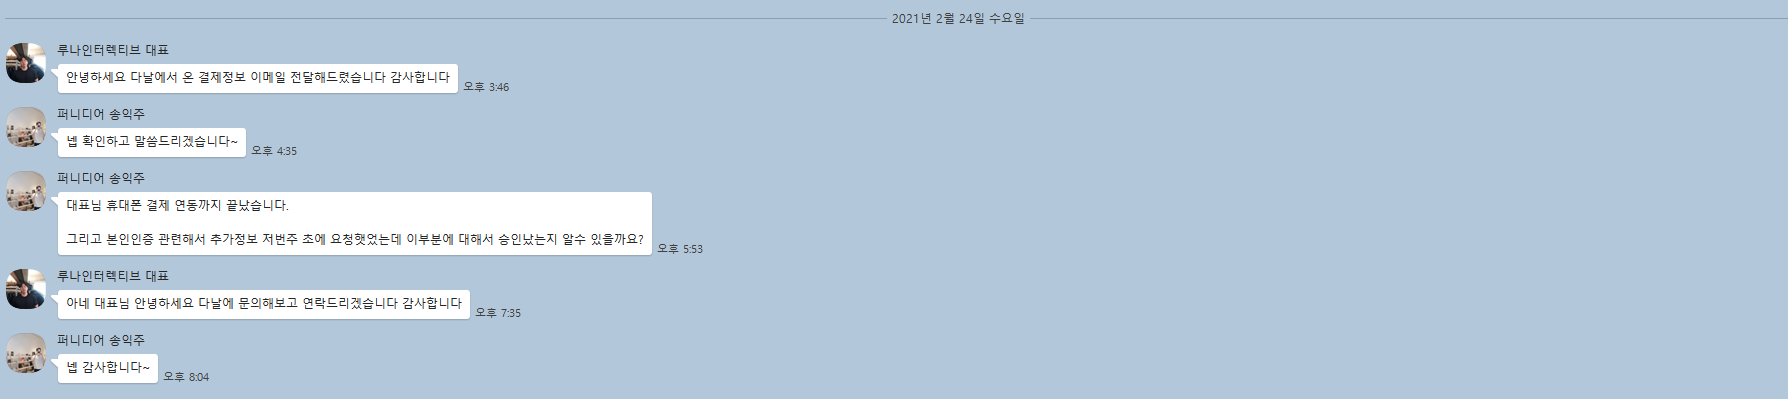 2021년 2월 24일 수요일
루나인터렉티브 대표
안녕하세요 다날에서 온 결제정보 이메일 전달해드렸습니다 감사합니다
오후 3:46
퍼니디어 송익주
넵 확인하고 말씀드리겠습니다~
오후 4:35
퍼니디어 송익주
대표님 휴대폰 결제 연동까지 끝났습니다.
그리고 본인인증 관련해서 추가정보 저번주 초에 요청햇었는데 이부분에 대해서 승인났는지 알수 있을까요?
오후 5:53
루나인터렉티브 대표
아네 대표님 안녕하세요 다날에 문의해보고 연락드리겠습니다 감사합니다
오후 7:35
퍼니디어 송익주
넵 감사합니다~
오후 8:04